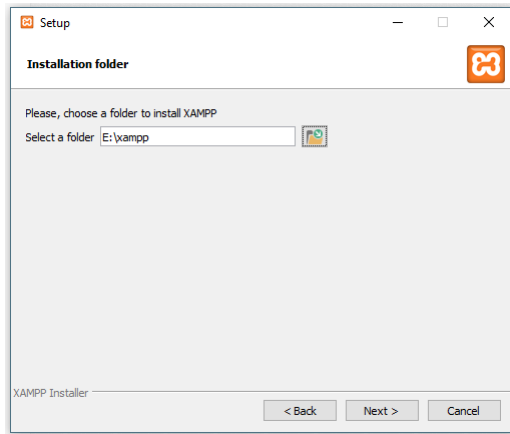 Setup
Installation folder
Please, choose a folder to install XAMPP
Select a folder E:\xampp
XAMPP Installer
< Back Next > Cancel